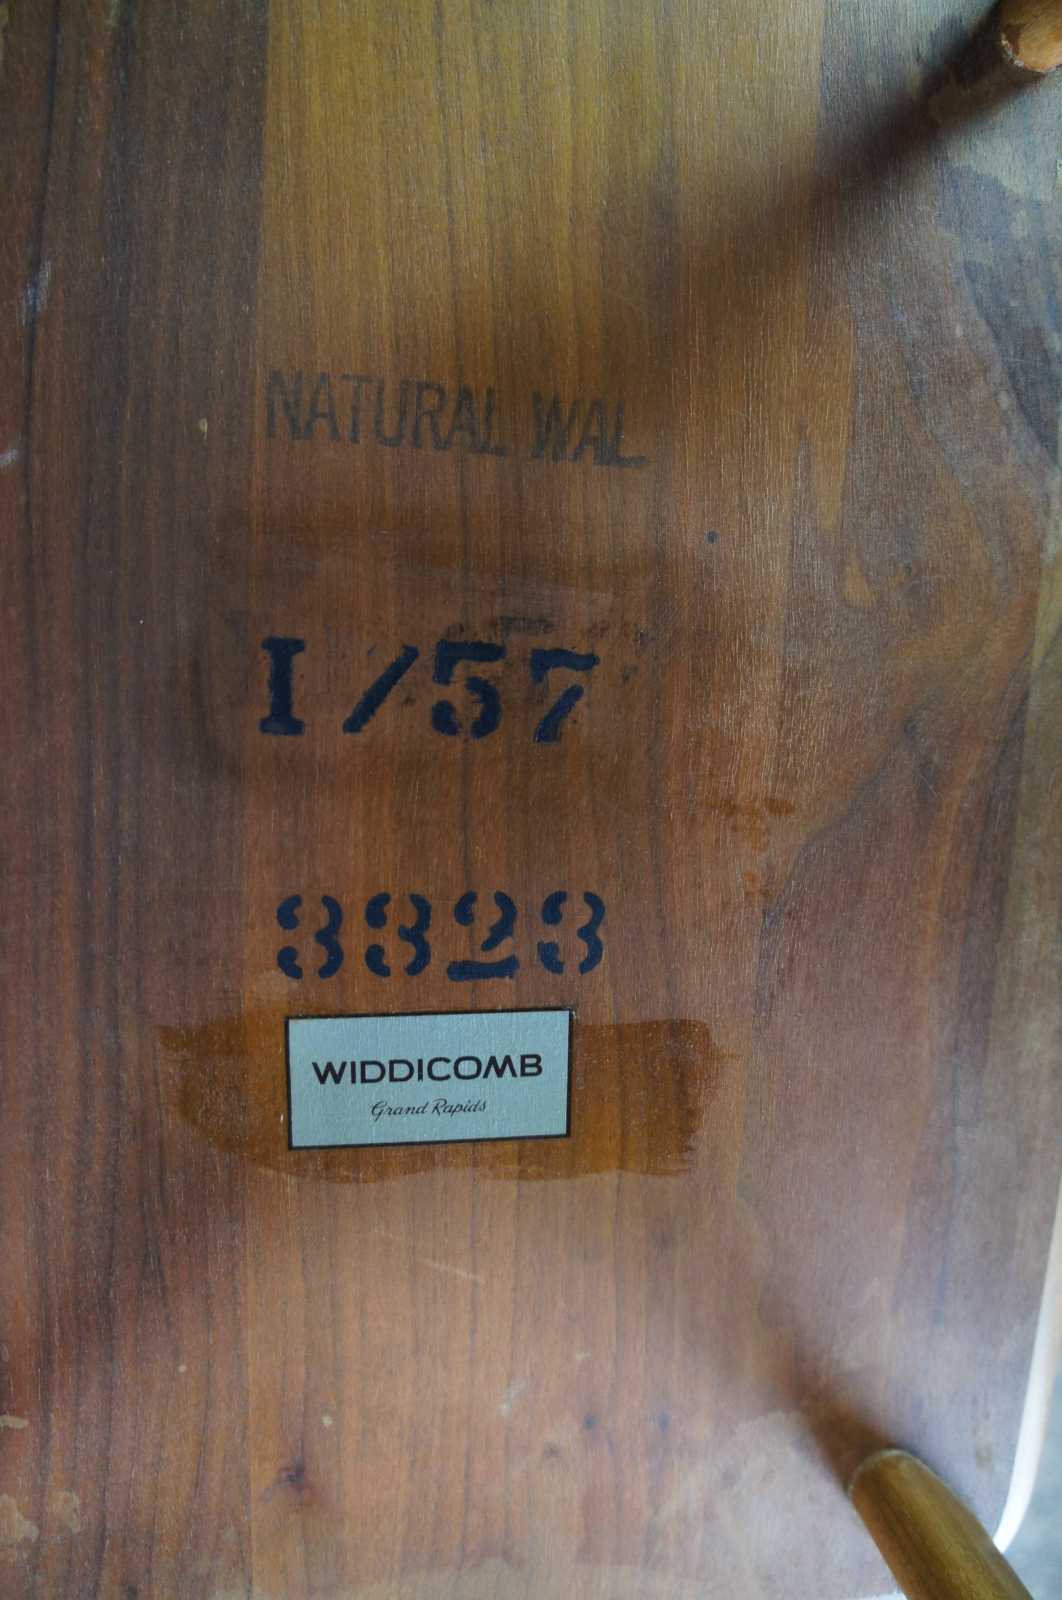 NATURAL WAL
I/57
3323
WIDDICOMB
Grand Rapids